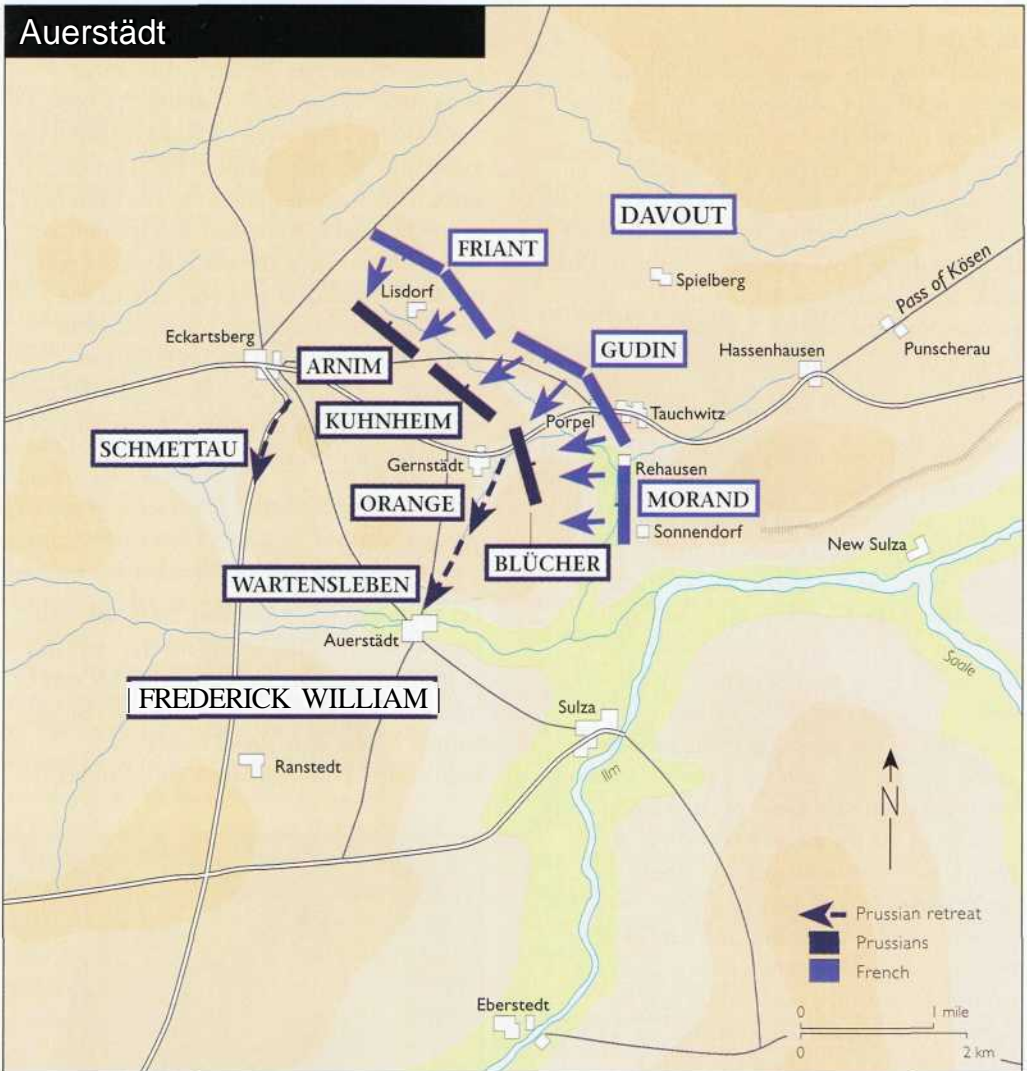 Auerstädt
DAVOUT
FRIANT
Spielberg
Pass of Kösen
Lisdorf
Eckartsberg
GUDIN
Hassenhausen
Punscherau
ARNIM
KUHNHEIM
Porpel
Tauchwitz
SCHMETTAU
Gernstädt
Rehausen
ORANGE
MORAND
Sonnendorf
BLÜCHER
New Sulza
WARTENSLEBEN
Auerstädt
Saale
FREDERICK WILLIAM
Sulza
Ranstedt
Ilm
N
Prussian retreat
Prussians
French
Eberstedt
0 1 mile
0 2 km